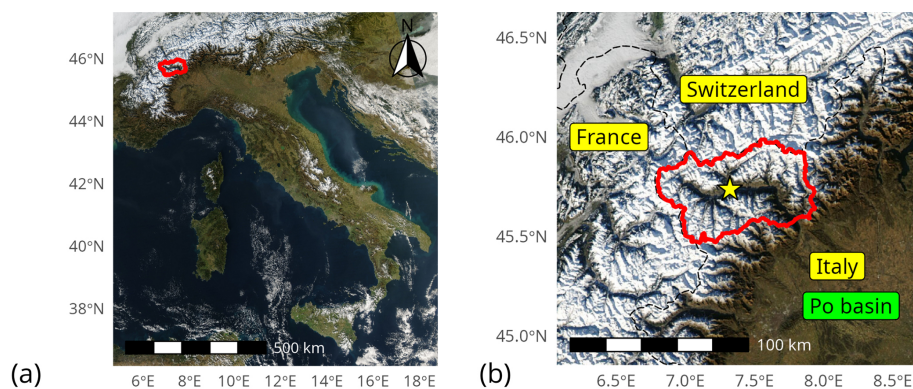 N
46°N
44°N
42°N
40°N
38°N
500 km
(a)
6°E 8°E 10°E 12°E 14°E 16°E 18°E
46.5°N
46.0°N
45.5°N
45.0°N
Switzerland
France
Italy
Po basin
100 km
(b)
6.5°E 7.0°E 7.5°E 8.0°E 8.5°E